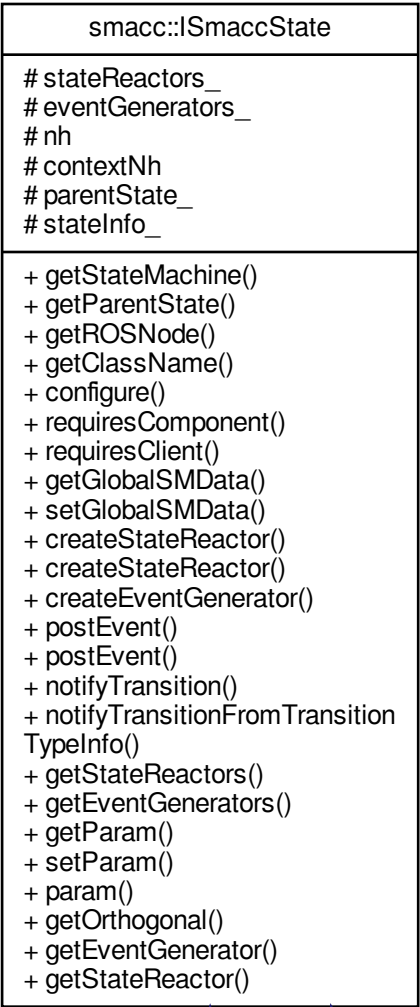 smacc::ISmaccState
# stateReactors_
# eventGenerators_
# nh
# contextNh
# parentState_
# stateInfo_
+ getStateMachine()
+ getParentState()
+ getROSNode()
+ getClassName()
+ configure()
+ requiresComponent()
+ requiresClient()
+ getGlobalSMData()
+ setGlobalSMData()
+ createStateReactor()
+ createStateReactor()
+ createEventGenerator()
+ postEvent()
+ postEvent()
+ notifyTransition()
+ notifyTransitionFromTransition
TypeInfo()
+ getStateReactors()
+ getEventGenerators()
+ getParam()
+ setParam()
+ param()
+ getOrthogonal()
+ getEventGenerator()
+ getStateReactor()